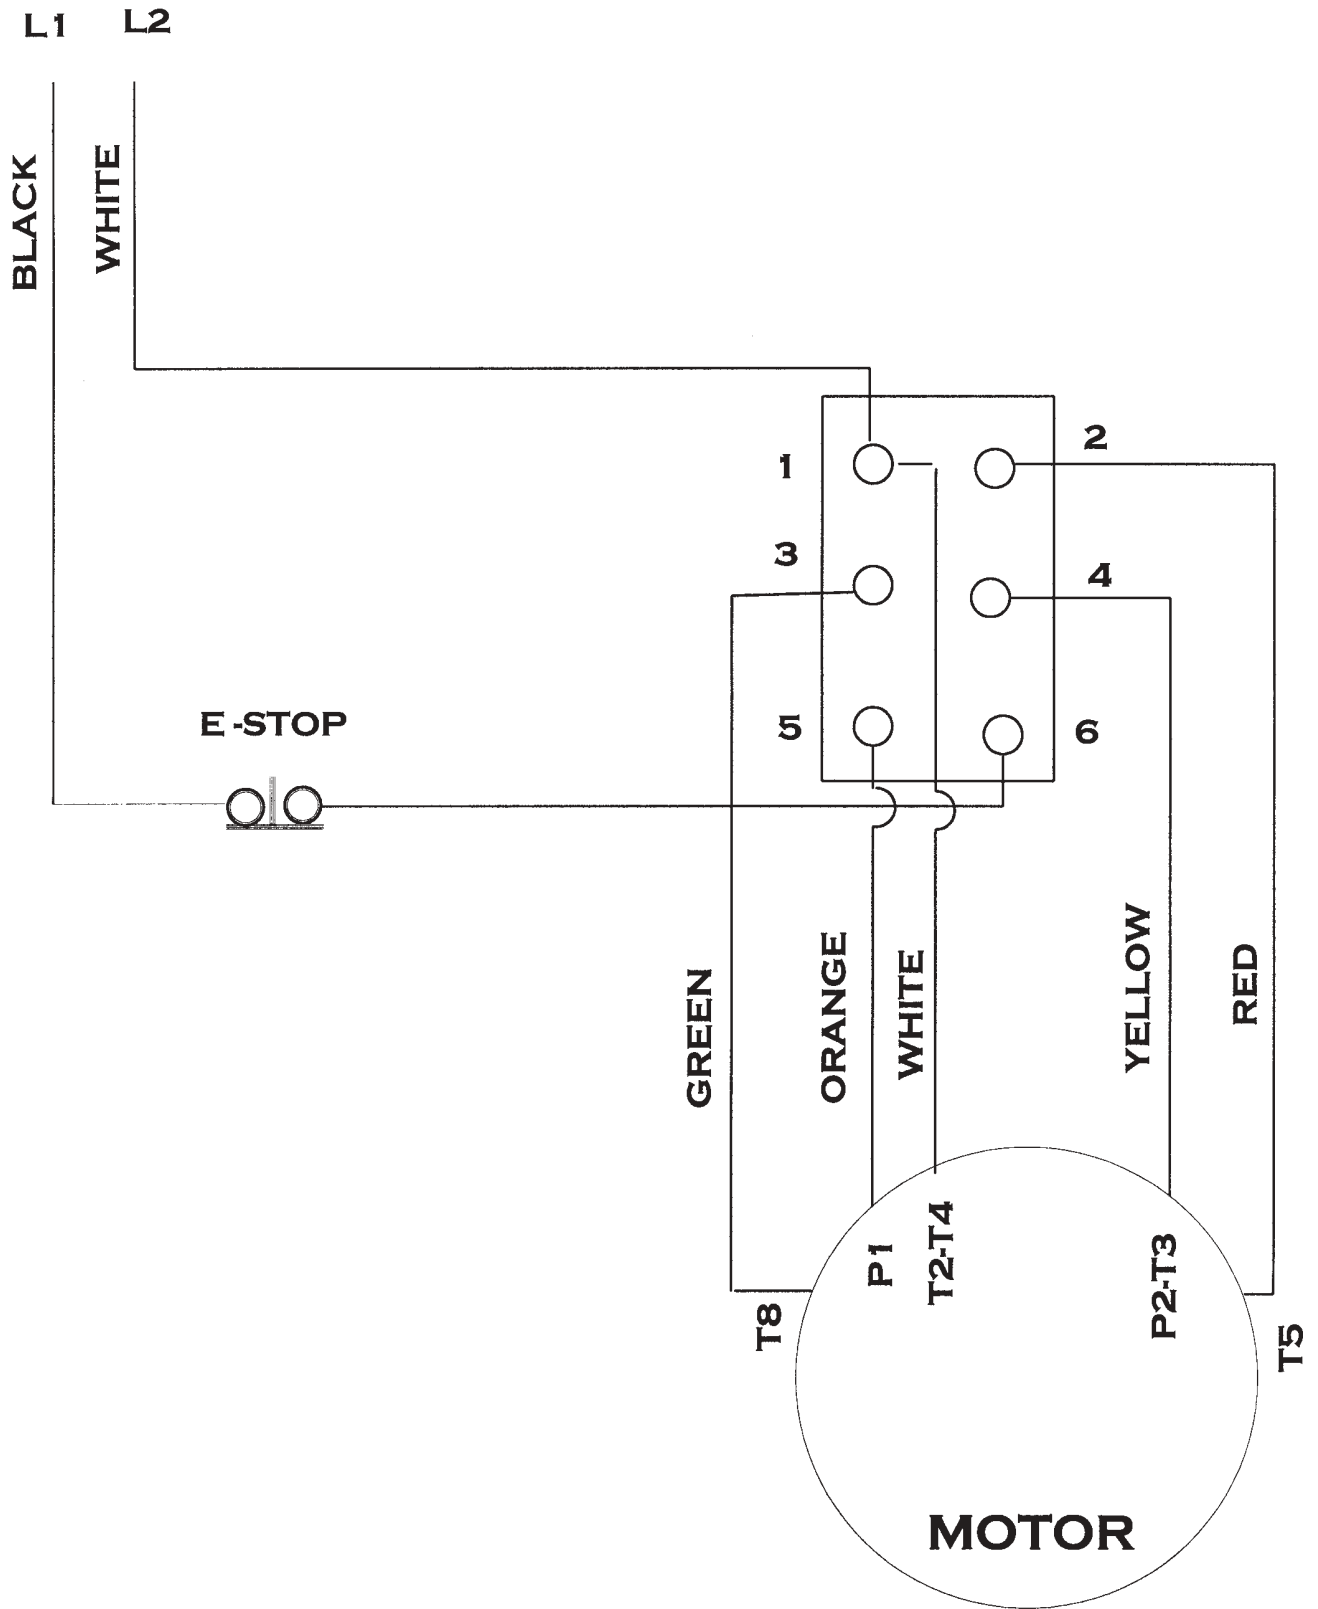 L1
L2
BLACK
WHITE
1
2
3
4
5
6
E-STOP
GREEN
ORANGE
WHITE
YELLOW
RED
T8
P1
T2-T4
P2-T3
T5
MOTOR